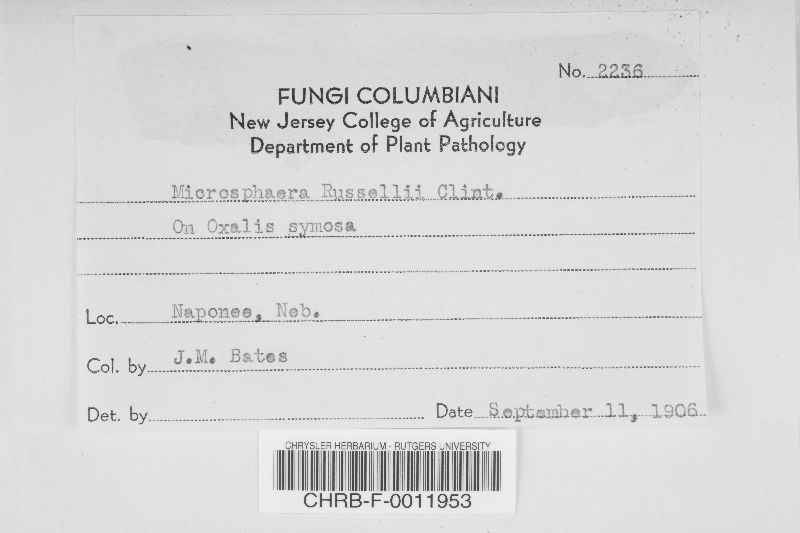 No. 2236
FUNGI COLUMBIANI
New Jersey College of Agriculture
Department of Plant Pathology
Microsphaera Russellii Clint.
On Oxalis symosa
Loc. Naponee, Neb.
Col. by J.M. Bates
Det. by Date September 11, 1906
CHRYSLER HERBARIUM - RUTGERS UNIVERSITY
CHRB-F-0011953